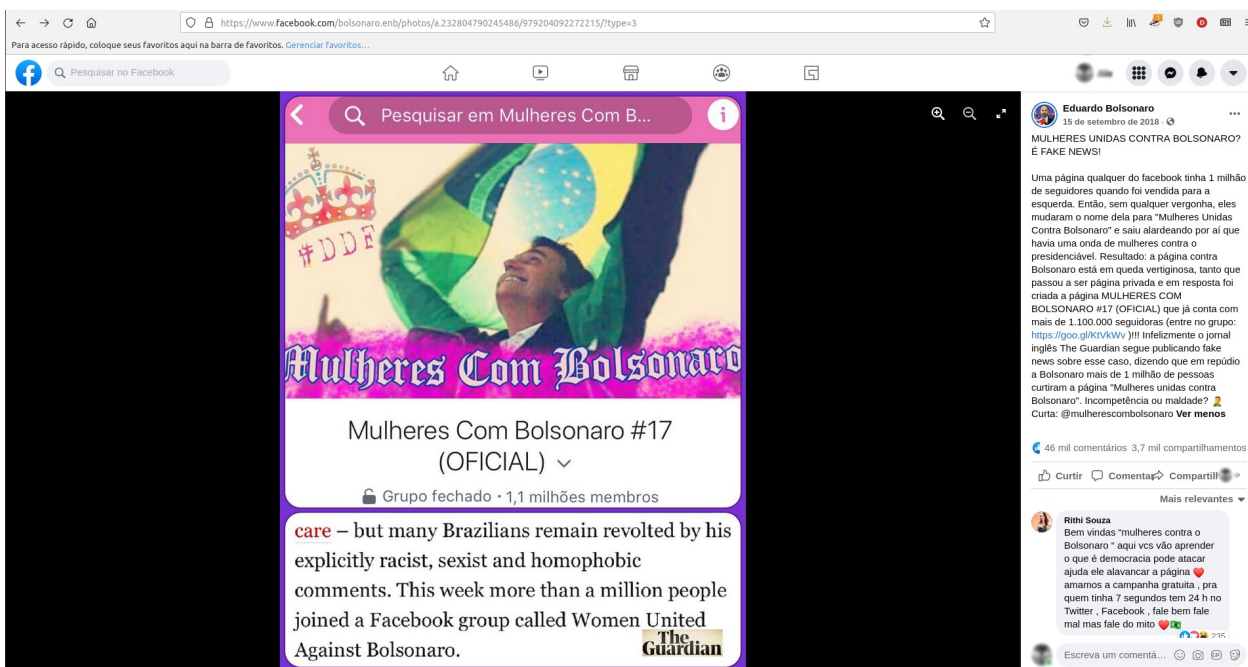 https://www.facebook.com/bolsonaro.enb/photos/a.232804790245486/979204092272215/?type=3
Para acesso rápido, coloque seus favoritos aqui na barra de favoritos. Gerenciar favoritos...
Pesquisar no Facebook
Pesquisar em Mulheres Com B...
#DDF
Mulheres Com Bolsonaro
Mulheres Com Bolsonaro #17
(OFICIAL)
Grupo fechado · 1,1 milhões membros
care – but many Brazilians remain revolted by his
explicitly racist, sexist and homophobic
comments. This week more than a million people
joined a Facebook group called Women United
Against Bolsonaro.
The
Guardian
Eduardo Bolsonaro
15 de setembro de 2018 ·
MULHERES UNIDAS CONTRA BOLSONARO?
É FAKE NEWS!
Uma página qualquer do facebook tinha 1 milhão
de seguidores quando foi vendida para a
esquerda. Então, sem qualquer vergonha, eles
mudaram o nome dela para "Mulheres Unidas
Contra Bolsonaro" e saiu alardeando por aí que
havia uma onda de mulheres contra o
presidenciável. Resultado: a página contra
Bolsonaro está em queda vertiginosa, tanto que
passou a ser página privada e em resposta foi
criada a página MULHERES COM
BOLSONARO #17 (OFICIAL) que já conta com
mais de 1.100.000 seguidoras (entre no grupo:
https://goo.gl/KtVkWv )!!! Infelizmente o jornal
inglês The Guardian segue publicando fake
news sobre esse caso, dizendo que em repúdio
a Bolsonaro mais de 1 milhão de pessoas
curtiram a página "Mulheres unidas contra
Bolsonaro". Incompetência ou maldade? 🤦
Curta: @mulherescombolsonaro Ver menos
46 mil comentários 3,7 mil compartilhamentos
Curtir Comentar Compartilh
Mais relevantes
Rithi Souza
Bem vindas "mulheres contra o
Bolsonaro " aqui vcs vão aprender
o que é democracia pode atacar
ajuda ele alavancar a página ❤️
amamos a campanha gratuita , pra
quem tinha 7 segundos tem 24 h no
Twitter , Facebook , fale bem fale
mal mas fale do mito ❤️🇧🇷
235
Escreva um comentá...